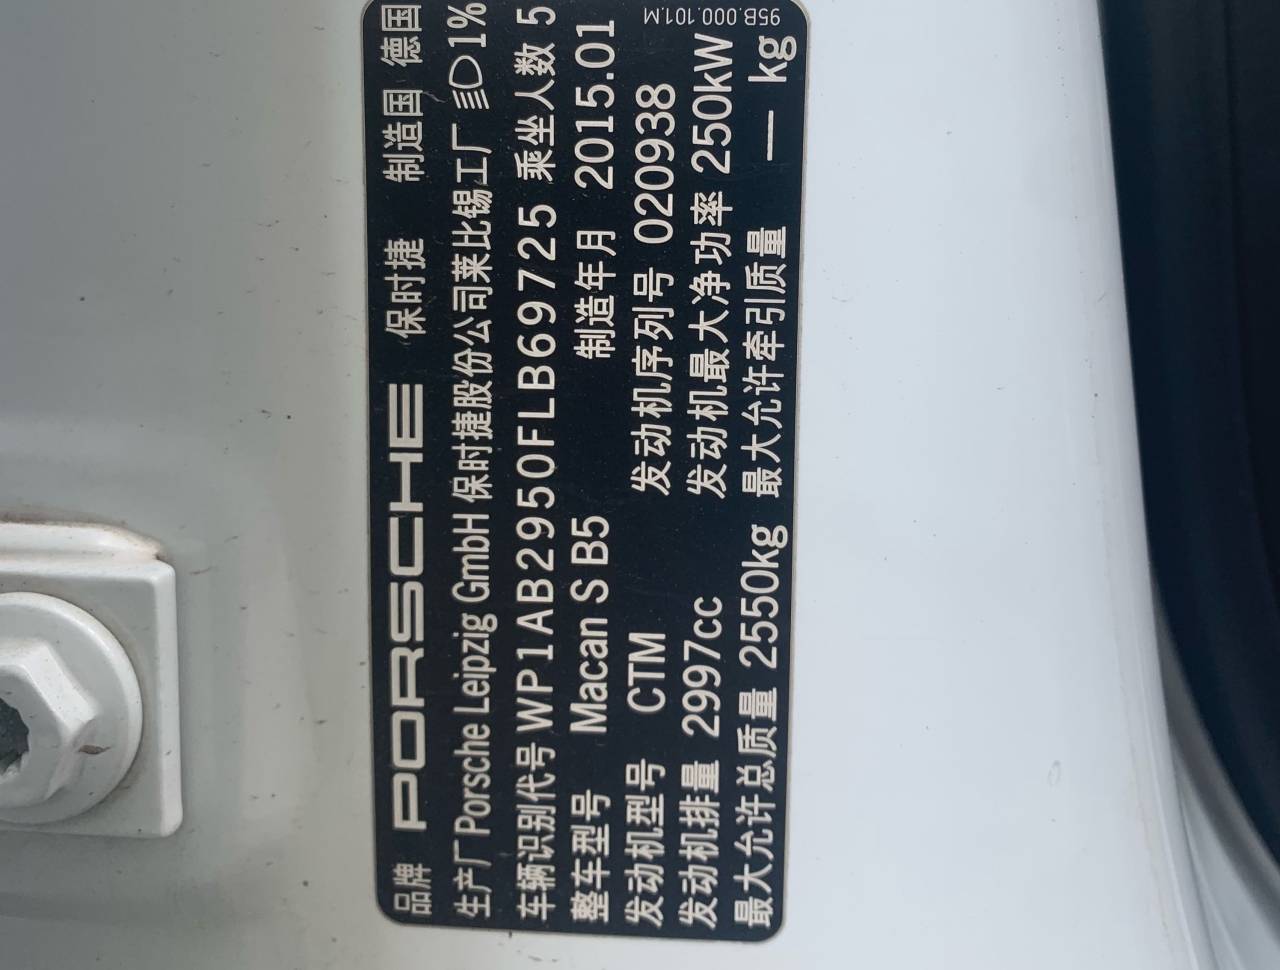 品牌 PORSCHE 保时捷 制造国 德国
生产厂 Porsche Leipzig GmbH 保时捷股份公司莱比锡工厂 1%
车辆识别代号 WP1AB2950FLB69725 乘坐人数 5
整车型号 Macan S B5 制造年月 2015.01
发动机型号 CTM 发动机序列号 020938
发动机排量 2997cc 发动机最大净功率 250kW
最大允许总质量 2550kg 最大允许牵引质量 — kg
95B.000.101.M